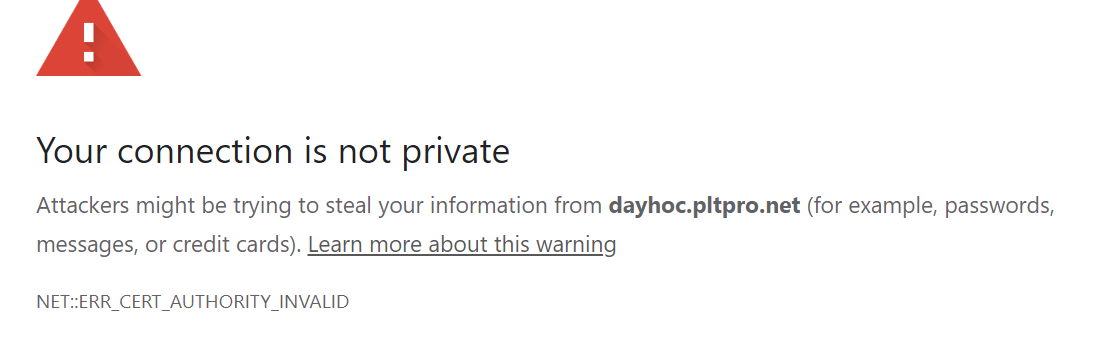 Your connection is not private
Attackers might be trying to steal your information from dayhoc.pltpro.net (for example, passwords,
messages, or credit cards). Learn more about this warning
NET::ERR_CERT_AUTHORITY_INVALID